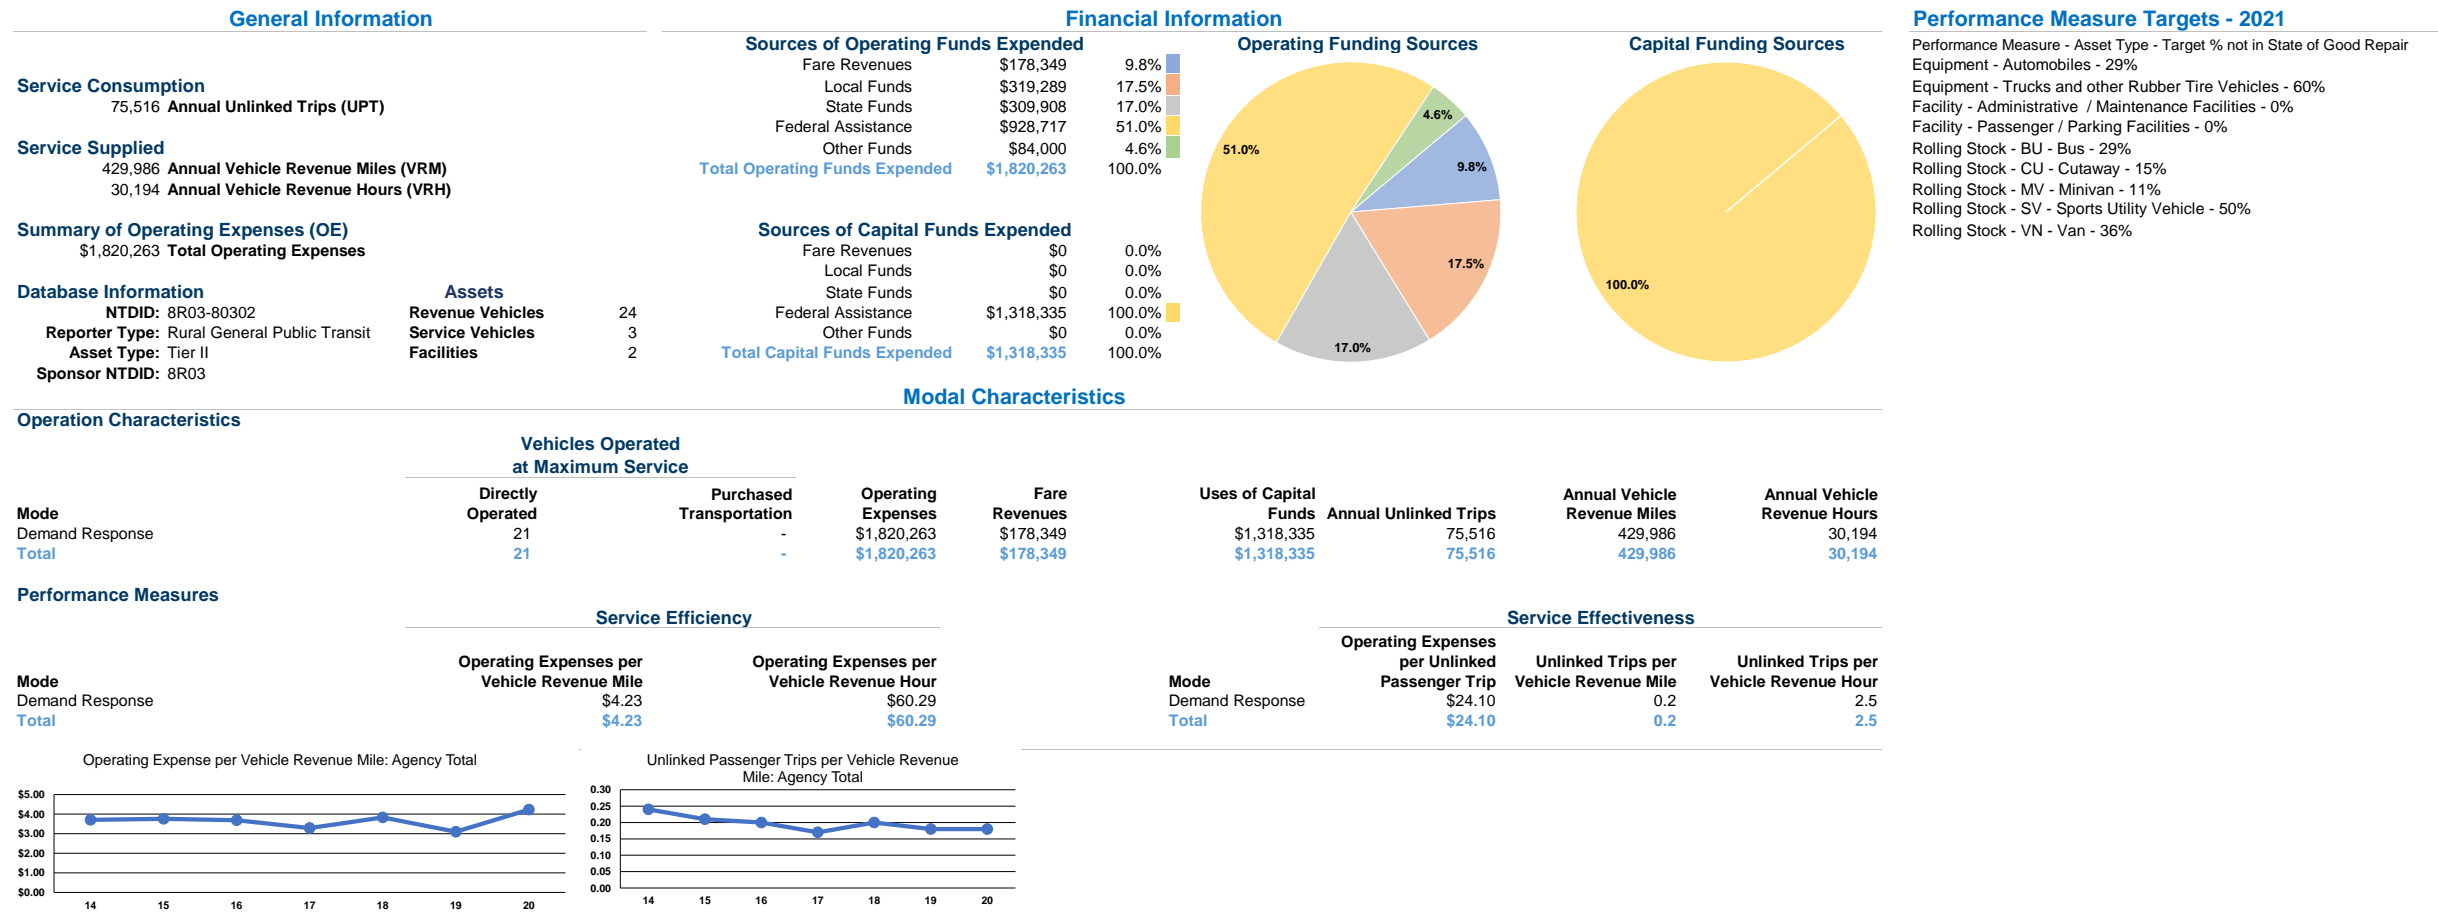 General Information
Financial Information
Performance Measure Targets - 2021
Sources of Operating Funds Expended
Operating Funding Sources
Capital Funding Sources
Performance Measure - Asset Type - Target % not in State of Good Repair
Fare Revenues $178,349 9.8%
Equipment - Automobiles - 29%
Service Consumption
Local Funds $319,289 17.5%
Equipment - Trucks and other Rubber Tire Vehicles - 60%
75,516 Annual Unlinked Trips (UPT)
State Funds $309,908 17.0%
Facility - Administrative / Maintenance Facilities - 0%
Federal Assistance $928,717 51.0%
Facility - Passenger / Parking Facilities - 0%
Service Supplied
Other Funds $84,000 4.6%
Rolling Stock - BU - Bus - 29%
429,986 Annual Vehicle Revenue Miles (VRM)
Total Operating Funds Expended $1,820,263 100.0%
Rolling Stock - CU - Cutaway - 15%
30,194 Annual Vehicle Revenue Hours (VRH)
Rolling Stock - MV - Minivan - 11%
Rolling Stock - SV - Sports Utility Vehicle - 50%
Summary of Operating Expenses (OE)
Sources of Capital Funds Expended
Rolling Stock - VN - Van - 36%
$1,820,263 Total Operating Expenses
Fare Revenues $0 0.0%
Local Funds $0 0.0%
Database Information
Assets
State Funds $0 0.0%
NTDID: 8R03-80302
Revenue Vehicles 24
Federal Assistance $1,318,335 100.0%
Reporter Type: Rural General Public Transit
Service Vehicles 3
Other Funds $0 0.0%
Asset Type: Tier II
Facilities 2
Total Capital Funds Expended $1,318,335 100.0%
Sponsor NTDID: 8R03
4.6%
51.0%
9.8%
17.5%
17.0%
100.0%
Modal Characteristics
Operation Characteristics
Vehicles Operated
at Maximum Service
Directly Purchased Operating Fare Uses of Capital Annual Vehicle Annual Vehicle
Mode Operated Transportation Expenses Revenues Funds Annual Unlinked Trips Revenue Miles Revenue Hours
Demand Response 21 - $1,820,263 $178,349 $1,318,335 75,516 429,986 30,194
Total 21 - $1,820,263 $178,349 $1,318,335 75,516 429,986 30,194
Performance Measures
Service Efficiency
Service Effectiveness
Operating Expenses
Operating Expenses per Operating Expenses per per Unlinked Unlinked Trips per Unlinked Trips per
Mode Vehicle Revenue Mile Vehicle Revenue Hour Mode Passenger Trip Vehicle Revenue Mile Vehicle Revenue Hour
Demand Response $4.23 $60.29 Demand Response $24.10 0.2 2.5
Total $4.23 $60.29 Total $24.10 0.2 2.5
Operating Expense per Vehicle Revenue Mile: Agency Total
$5.00
$4.00
$3.00
$2.00
$1.00
$0.00
14 15 16 17 18 19 20
Unlinked Passenger Trips per Vehicle Revenue
Mile: Agency Total
0.30
0.25
0.20
0.15
0.10
0.05
0.00
14 15 16 17 18 19 20